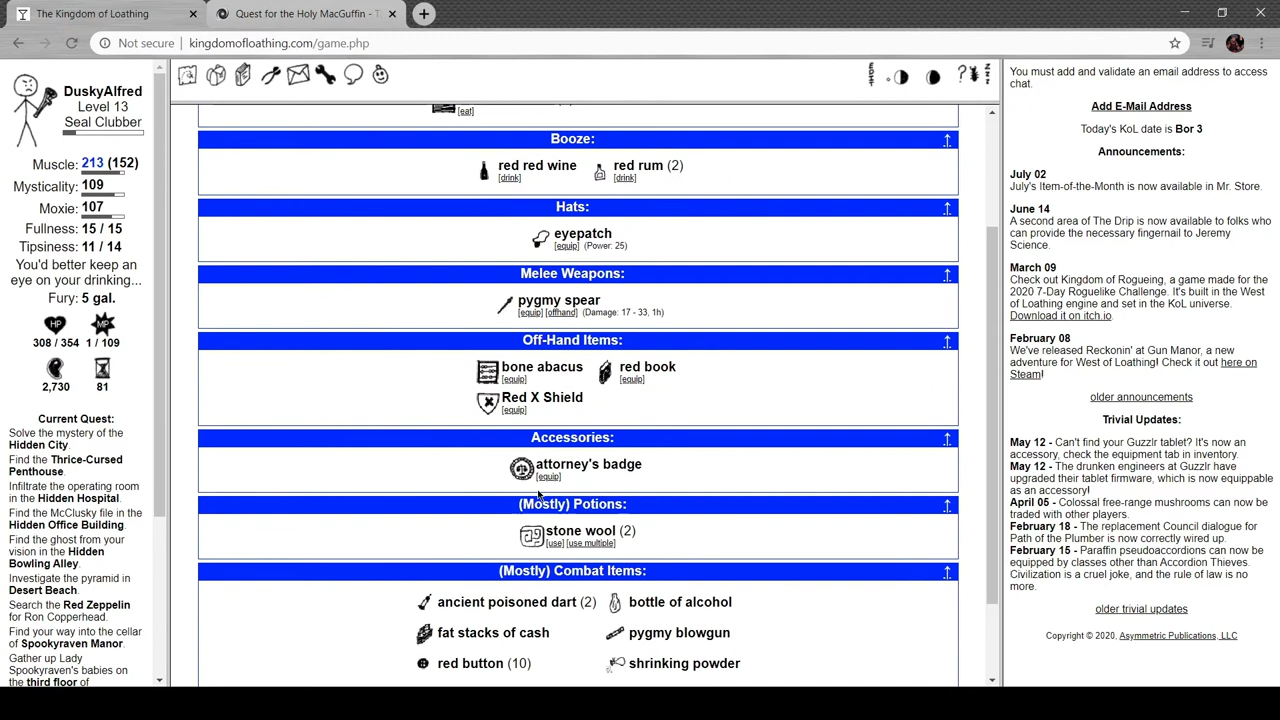 The Kingdom of Loathing
Quest for the Holy MacGuffin - T
Not secure | kingdomofloathing.com/game.php
DuskyAlfred
Level 13
Seal Clubber
Muscle: 213 (152)
Mysticality: 109
Moxie: 107
Fullness: 15 / 15
Tipsiness: 11 / 14
You'd better keep an
eye on your drinking...
Fury: 5 gal.
HP MP
308 / 354 1 / 109
2,730 81
Current Quest:
Solve the mystery of the
Hidden City.
Find the Thrice-Cursed
Penthouse.
Infiltrate the operating room
in the Hidden Hospital.
Find the McClusky file in the
Hidden Office Building.
Find the ghost from your
vision in the Hidden
Bowling Alley.
Investigate the pyramid in
Desert Beach.
Search the Red Zeppelin
for Ron Copperhead.
Find your way into the cellar
of Spookyraven Manor.
Gather up Lady
Spookyraven's babies on
the third floor of
[eat]
Booze:
red red wine red rum (2)
[drink] [drink]
Hats:
eyepatch
[equip] (Power: 25)
Melee Weapons:
pygmy spear
[equip] [offhand] (Damage: 17 - 33, 1h)
Off-Hand Items:
bone abacus red book
[equip] [equip]
Red X Shield
[equip]
Accessories:
attorney's badge
[equip]
(Mostly) Potions:
stone wool (2)
[use] [use multiple]
(Mostly) Combat Items:
ancient poisoned dart (2) bottle of alcohol
fat stacks of cash pygmy blowgun
red button (10) shrinking powder
You must add and validate an email address to access
chat.
Add E-Mail Address
Today's KoL date is Bor 3
Announcements:
July 02
July's Item-of-the-Month is now available in Mr. Store.
June 14
A second area of The Drip is now available to folks who
can provide the necessary fingernail to Jeremy
Science.
March 09
Check out Kingdom of Rogueing, a game made for the
2020 7-Day Roguelike Challenge. It's built in the West
of Loathing engine and set in the KoL universe.
Download it on itch.io.
February 08
We've released Reckonin' at Gun Manor, a new
adventure for West of Loathing! Check it out here on
Steam!
older announcements
Trivial Updates:
May 12 - Can't find your Guzzlr tablet? It's now an
accessory, check the equipment tab in inventory.
May 12 - The drunken engineers at Guzzlr have
upgraded their tablet firmware, which is now equippable
as an accessory!
April 05 - Colossal free-range mushrooms can now be
traded with other players.
February 18 - The replacement Council dialogue for
Path of the Plumber is now correctly wired up.
February 15 - Paraffin pseudoaccordions can now be
equipped by classes other than Accordion Thieves.
Civilization is a cruel joke, and the rule of law is no
more.
older trivial updates
Copyright © 2020, Asymmetric Publications, LLC